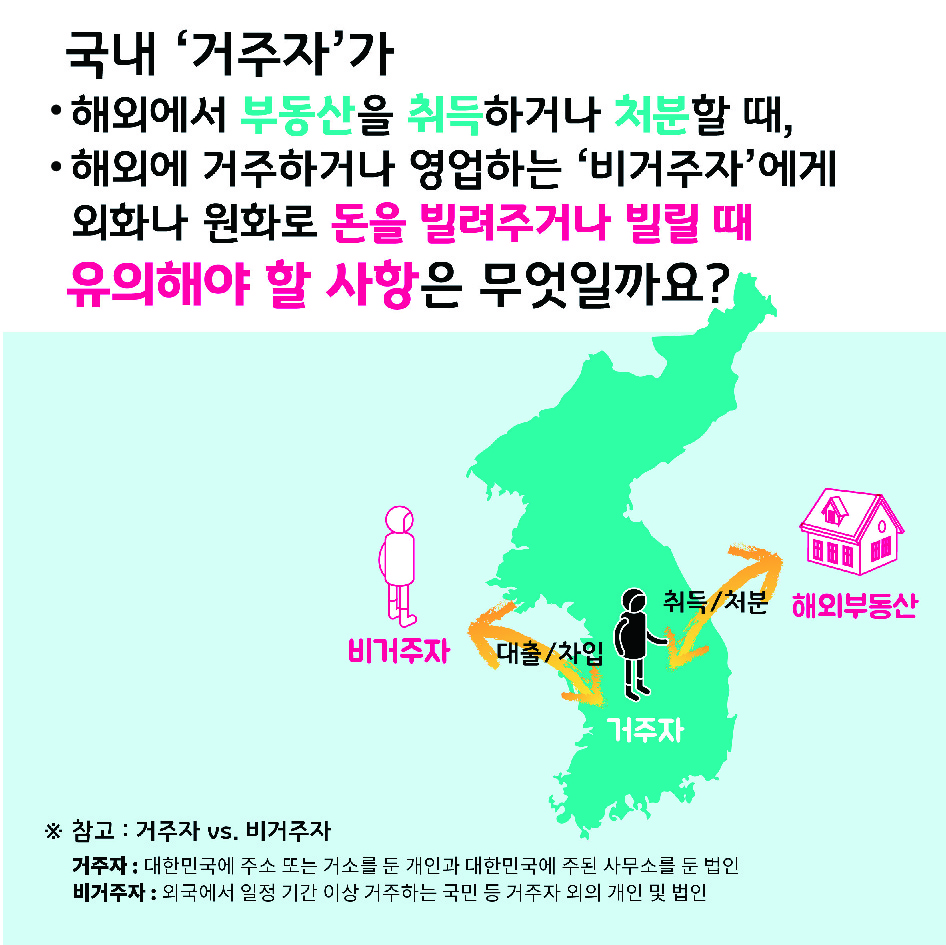 국내 ‘거주자’가
• 해외에서 부동산을 취득하거나 처분할 때,
• 해외에 거주하거나 영업하는 ‘비거주자’에게
외화나 원화로 돈을 빌려주거나 빌릴 때
유의해야 할 사항은 무엇일까요?
해외부동산
취득/처분
비거주자
대출/차입
거주자
※ 참고 : 거주자 vs. 비거주자
거주자 : 대한민국에 주소 또는 거소를 둔 개인과 대한민국에 주된 사무소를 둔 법인
비거주자 : 외국에서 일정 기간 이상 거주하는 국민 등 거주자 외의 개인 및 법인